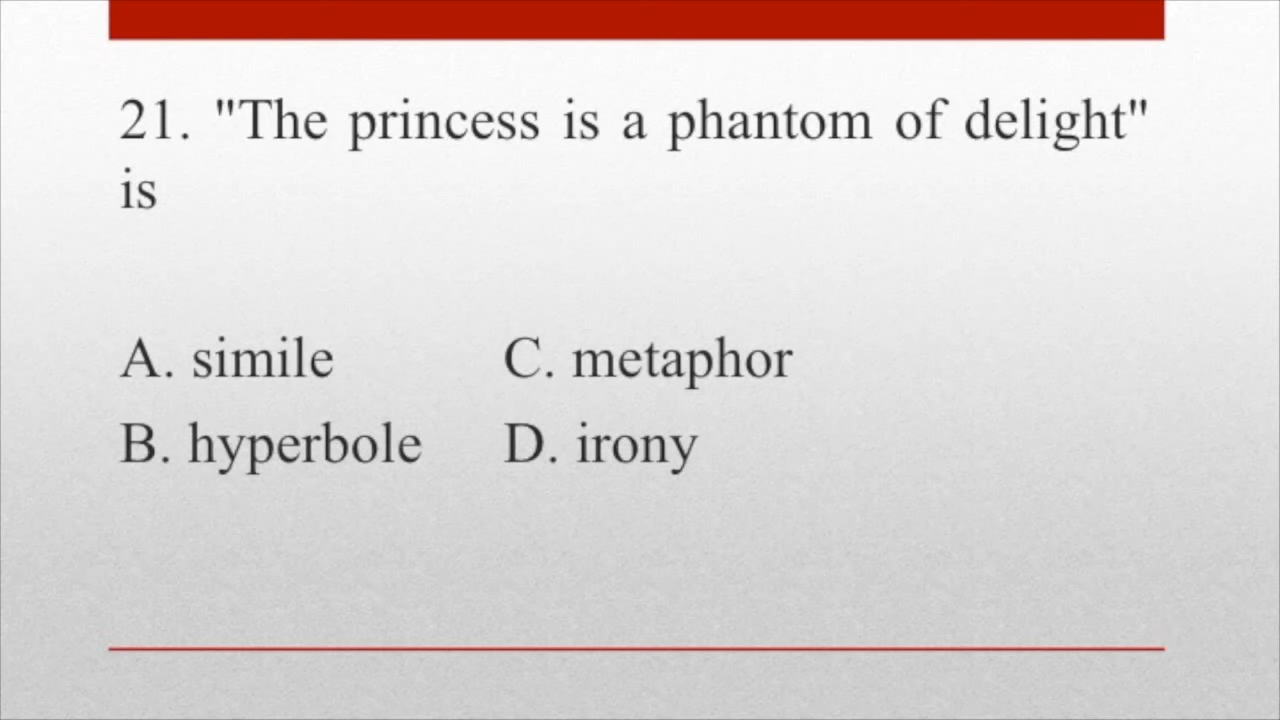 21. "The princess is a phantom of delight"
is
A. simile C. metaphor
B. hyperbole D. irony